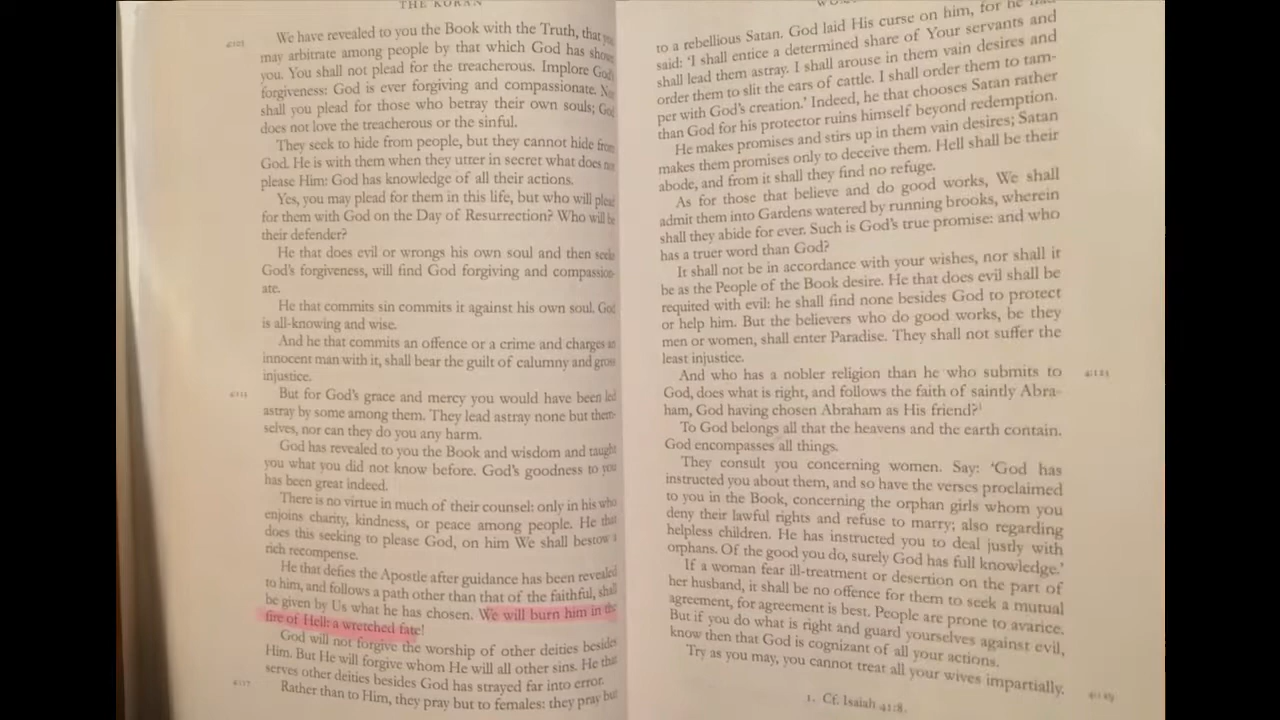 THE KORAN
4:105
We have revealed to you the Book with the Truth, that you
may arbitrate among people by that which God has shown
you. You shall not plead for the treacherous. Implore God's
forgiveness: God is ever forgiving and compassionate. Nor
shall you plead for those who betray their own souls; God
does not love the treacherous or the sinful.
They seek to hide from people, but they cannot hide from
God. He is with them when they utter in secret what does not
please Him: God has knowledge of all their actions.
Yes, you may plead for them in this life, but who will plead
for them with God on the Day of Resurrection? Who will be
their defender?
He that does evil or wrongs his own soul and then seeks
God's forgiveness, will find God forgiving and compassion-
ate.
He that commits sin commits it against his own soul. God
is all-knowing and wise.
And he that commits an offence or a crime and charges an
innocent man with it, shall bear the guilt of calumny and gross
injustice.
4:113
But for God's grace and mercy you would have been led
astray by some among them. They lead astray none but them-
selves, nor can they do you any harm.
God has revealed to you the Book and wisdom and taught
you what you did not know before. God's goodness to you
has been great indeed.
There is no virtue in much of their counsel: only in his who
enjoins charity, kindness, or peace among people. He that
does this seeking to please God, on him We shall bestow a
rich recompense.
He that defies the Apostle after guidance has been revealed
to him, and follows a path other than that of the faithful, shall
be given by Us what he has chosen. We will burn him in the
fire of Hell: a wretched fate!
God will not forgive the worship of other deities besides
Him. But He will forgive whom He will all other sins. He that
serves other deities besides God has strayed far into error.
4:117
Rather than to Him, they pray but to females: they pray but
to a rebellious Satan. God laid His curse on him, for he had
said: 'I shall entice a determined share of Your servants and
shall lead them astray. I shall arouse in them vain desires and
order them to slit the ears of cattle. I shall order them to tam-
per with God's creation.' Indeed, he that chooses Satan rather
than God for his protector ruins himself beyond redemption.
He makes promises and stirs up in them vain desires; Satan
makes them promises only to deceive them. Hell shall be their
abode, and from it shall they find no refuge.
As for those that believe and do good works, We shall
admit them into Gardens watered by running brooks, wherein
shall they abide for ever. Such is God's true promise: and who
has a truer word than God?
It shall not be in accordance with your wishes, nor shall it
be as the People of the Book desire. He that does evil shall be
requited with evil: he shall find none besides God to protect
or help him. But the believers who do good works, be they
men or women, shall enter Paradise. They shall not suffer the
least injustice.
And who has a nobler religion than he who submits to
4:125
God, does what is right, and follows the faith of saintly Abra-
ham, God having chosen Abraham as His friend?¹
To God belongs all that the heavens and the earth contain.
God encompasses all things.
They consult you concerning women. Say: 'God has
instructed you about them, and so have the verses proclaimed
to you in the Book, concerning the orphan girls whom you
deny their lawful rights and refuse to marry; also regarding
helpless children. He has instructed you to deal justly with
orphans. Of the good you do, surely God has full knowledge.'
If a woman fear ill-treatment or desertion on the part of
her husband, it shall be no offence for them to seek a mutual
agreement, for agreement is best. People are prone to avarice.
But if you do what is right and guard yourselves against evil,
know then that God is cognizant of all your actions.
Try as you may, you cannot treat all your wives impartially.
4:129
1. Cf. Isaiah 41:8.